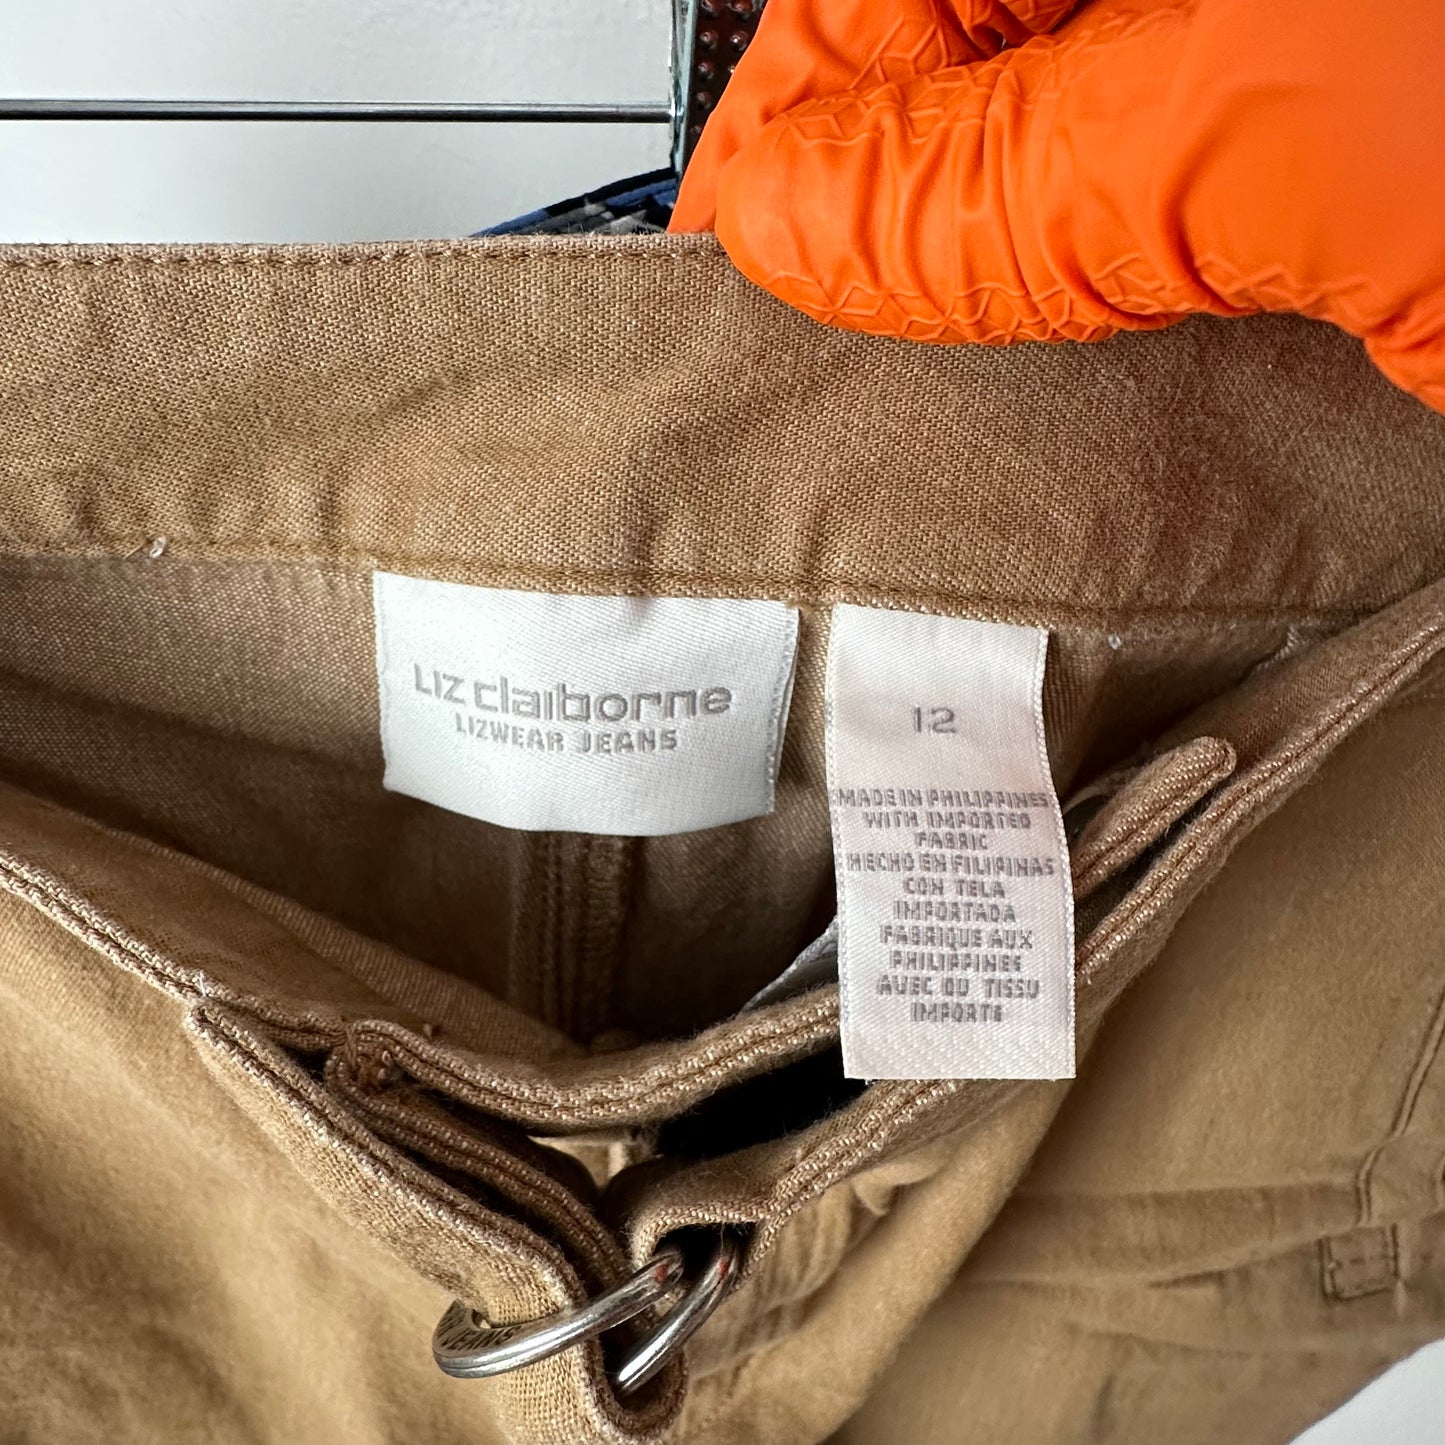 LIZ claiborne
LIZWEAR JEANS
12
MADE IN PHILIPPINES
WITH IMPORTED
FABRIC
HECHO EN FILIPINAS
CON TELA
IMPORTADA
FABRIQUE AUX
PHILIPPINES
AVEC DU TISSU
IMPORTE
JEANS